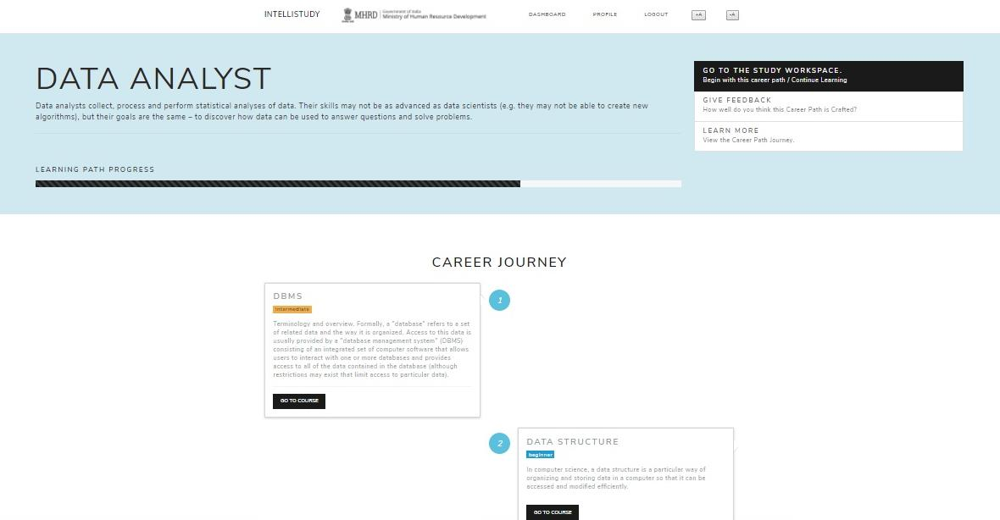 INTELLISTUDY
MHRD
Government of India
Ministry of Human Resource Development
DASHBOARD
PROFILE
LOGOUT
+A
-A
DATA ANALYST
Data analysts collect, process and perform statistical analyses of data. Their skills may not be as advanced as data scientists (e.g. they may not be able to create new
algorithms), but their goals are the same – to discover how data can be used to answer questions and solve problems.
LEARNING PATH PROGRESS
GO TO THE STUDY WORKSPACE.
Begin with this career path / Continue Learning
GIVE FEEDBACK
How well do you think this Career Path is Crafted?
LEARN MORE
View the Career Path Journey.
CAREER JOURNEY
DBMS
intermediate
Terminology and overview. Formally, a "database" refers to a set
of related data and the way it is organized. Access to this data is
usually provided by a "database management system" (DBMS)
consisting of an integrated set of computer software that allows
users to interact with one or more databases and provides
access to all of the data contained in the database (although
restrictions may exist that limit access to particular data).
GO TO COURSE
1
2
DATA STRUCTURE
beginner
In computer science, a data structure is a particular way of
organizing and storing data in a computer so that it can be
accessed and modified efficiently.
GO TO COURSE